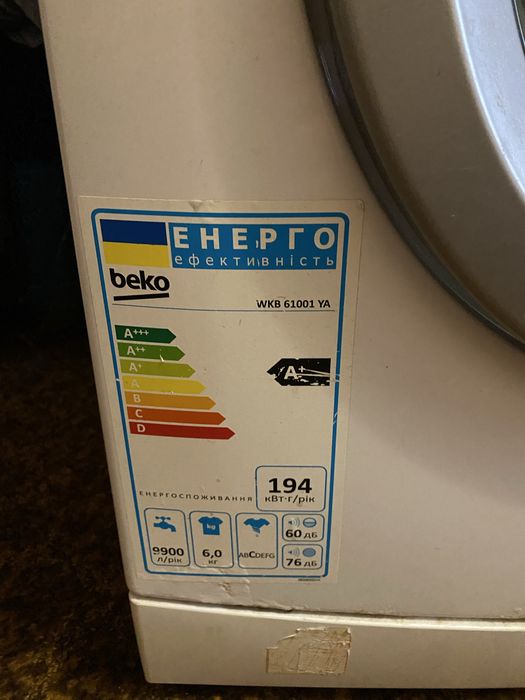 ЕНЕРГО
ефективність
beko
WKB 61001 YA
A+++
A++
A+
A
B
C
D
A+
194
кВт·г/рік
ЕНЕРГОСПОЖИВАННЯ
9900
л/рік
kg
6,0
кг
ABCDEFG
60 дБ
76 дБ